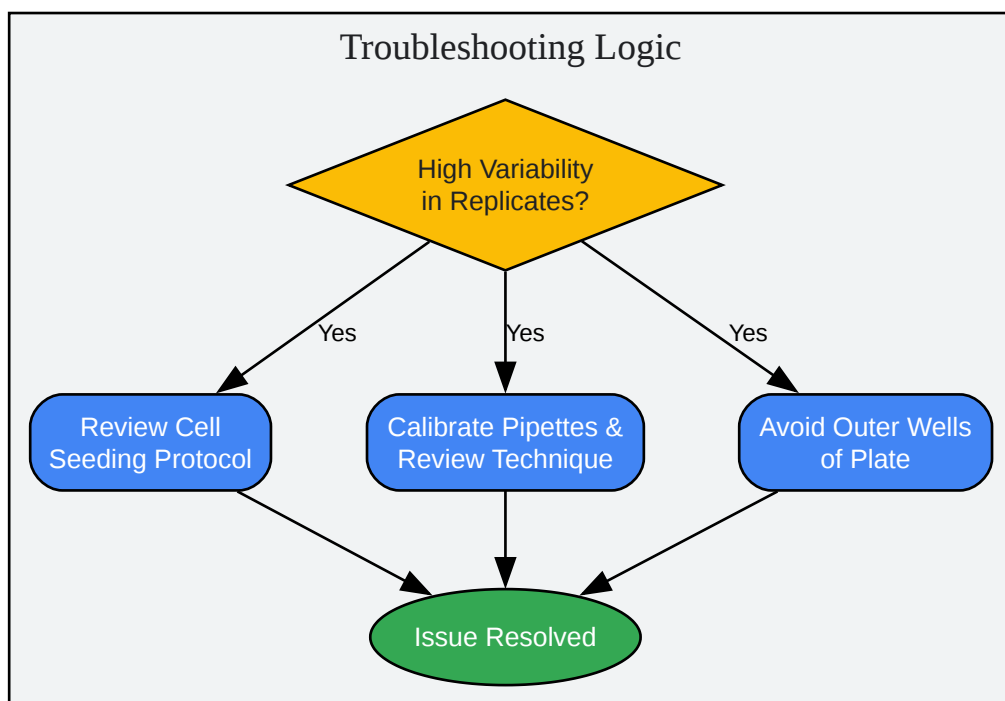 Troubleshooting Logic
High Variability
in Replicates?
Yes
Yes
Yes
Review Cell
Seeding Protocol
Calibrate Pipettes &
Review Technique
Avoid Outer Wells
of Plate
Issue Resolved